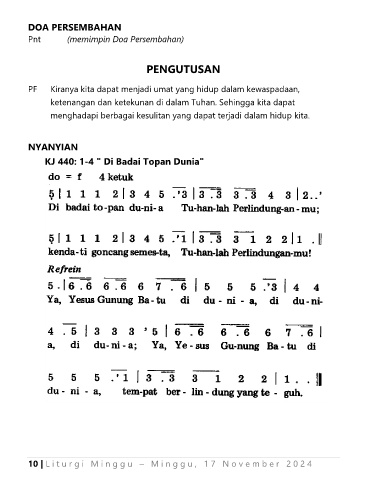 DOA PERSEMBAHAN
Pnt (memimpin Doa Persembahan)
PENGUTUSAN
PF Kiranya kita dapat menjadi umat yang hidup dalam kewaspadaan,
ketenangan dan ketekunan di dalam Tuhan. Sehingga kita dapat
menghadapi berbagai kesulitan yang dapat terjadi dalam hidup kita.
NYANYIAN
KJ 440: 1-4 " Di Badai Topan Dunia"
do = f 4 ketuk
5̣ | 1 1 1 2 | 3 4 5 .'3 | 3 .3 3 .3 4 3 | 2..'
Di badai to-pan du-ni-a Tu-han-lah Perlindung-an-mu;
5̣ | 1 1 1 2 | 3 4 5 .'1 | 3 .3 3 1 2 2 | 1 . ||
kenda-ti goncang semes-ta, Tu-han-lah Perlindungan-mu!
Refrein
5 . | 6 .6 6 .6 6 7 .6 | 5 5 5 .'3 | 4 4
Ya, Yesus Gunung Ba-tu di du-ni-a, di du-ni-
4 .5 | 3 3 3 '5 | 6 .6 6 .6 6 7 .6 |
a, di du-ni-a; Ya, Ye-sus Gu-nung Ba-tu di
5 5 5 .'1 | 3 .3 3 1 2 2 | 1 . . ||
du-ni-a, tem-pat ber-lin-dung yang te-guh.
10 | Liturgi Minggu – Minggu, 17 November 2024